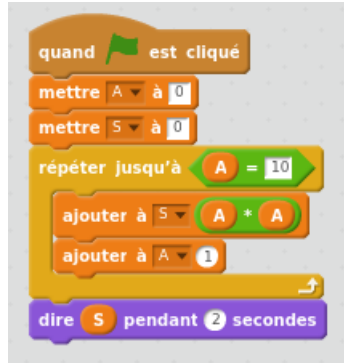 quand est cliqué
mettre A à 0
mettre S à 0
répéter jusqu'à A = 10
ajouter à S A * A
ajouter à A 1
dire S pendant 2 secondes